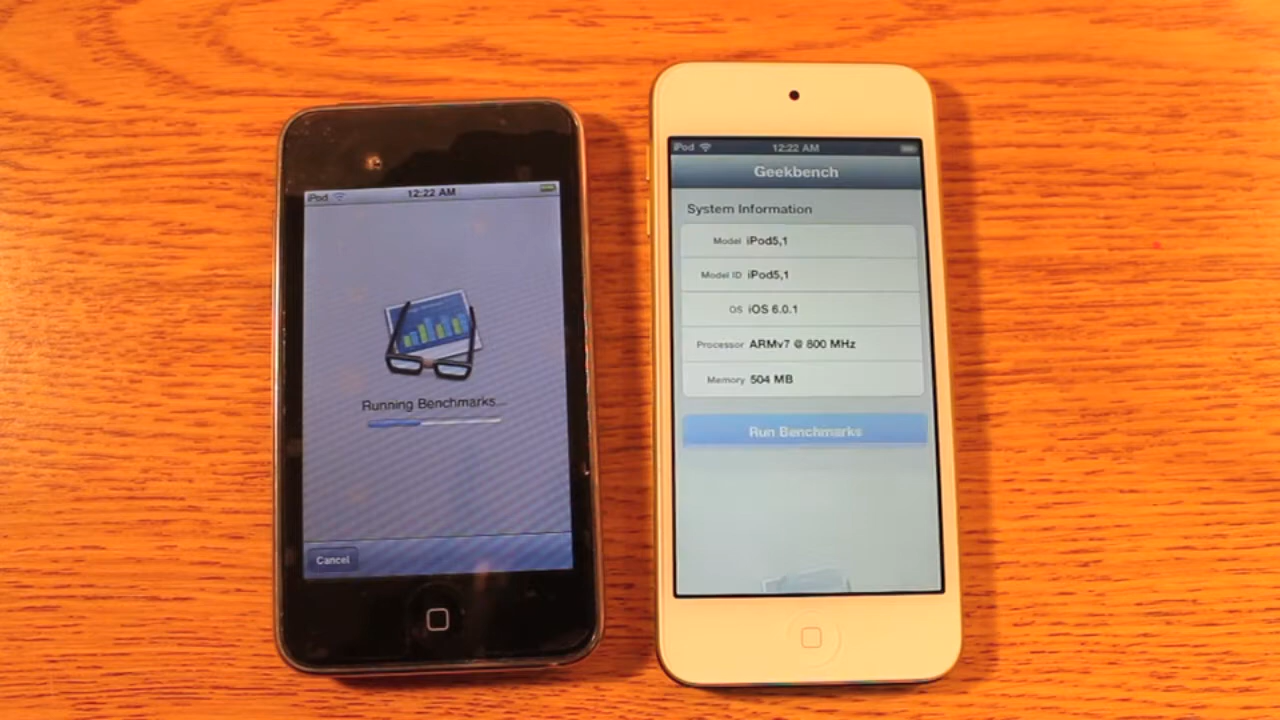 iPod 12:22 AM
Running Benchmarks...
Cancel
iPod 12:22 AM
Geekbench
System Information
Model iPod5,1
Model ID iPod5,1
OS iOS 6.0.1
Processor ARMv7 @ 800 MHz
Memory 504 MB
Run Benchmarks